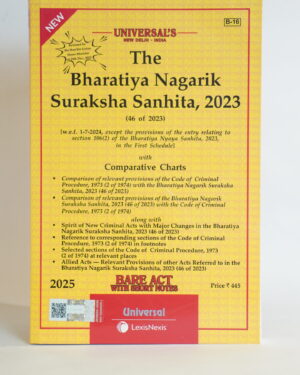 NEW
UNIVERSAL'S
NEW DELHI - INDIA
B-16
The
Bharatiya Nagarik
Suraksha Sanhita, 2023
(46 of 2023)
[w.e.f. 1-7-2024, except the provisions of the entry relating to
section 106(2) of the Bharatiya Nyaya Sanhita, 2023,
in the First Schedule]
with
Comparative Charts
• Comparison of relevant provisions of the Code of Criminal
Procedure, 1973 (2 of 1974) with the Bharatiya Nagarik Suraksha
Sanhita, 2023 (46 of 2023)
• Comparison of relevant provisions of the Bharatiya Nagarik
Suraksha Sanhita, 2023 (46 of 2023) with the Code of Criminal
Procedure, 1973 (2 of 1974)
along with
• Spirit of New Criminal Acts with Major Changes in the Bharatiya
Nagarik Suraksha Sanhita, 2023 (46 of 2023)
• Reference to corresponding sections of the Code of Criminal
Procedure, 1973 (2 of 1974) in footnotes
• Selected sections of the Code of Criminal Procedure, 1973
(2 of 1974) at relevant places
• Allied Acts — Relevant Provisions of other Acts Referred to in the
Bharatiya Nagarik Suraksha Sanhita, 2023 (46 of 2023)
2025
BARE ACT
WITH SHORT NOTES
Price ₹ 445
Universal
LexisNexis